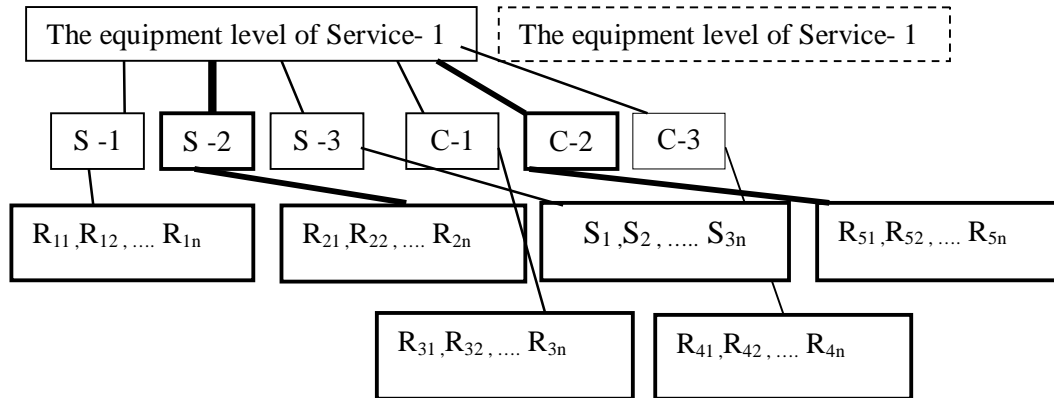 The equipment level of Service- 1
The equipment level of Service- 1
S -1
S -2
S -3
C-1
C-2
C-3
R11 ,R12 , .... R1n
R21 ,R22 , .... R2n
S1 ,S2 , ..... S3n
R51 ,R52 , .... R5n
R31 ,R32 , .... R3n
R41 ,R42 , .... R4n